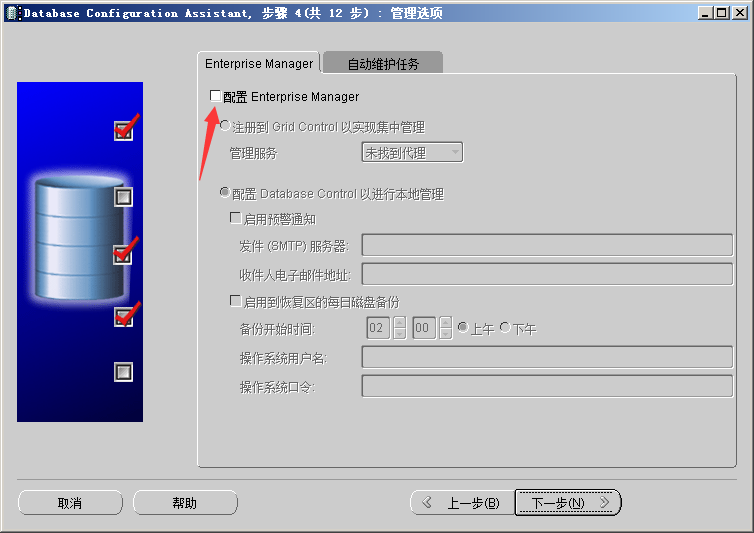 Database Configuration Assistant, 步骤 4(共 12 步) : 管理选项
Enterprise Manager 自动维护任务
配置 Enterprise Manager
注册到 Grid Control 以实现集中管理
管理服务 未找到代理
配置 Database Control 以进行本地管理
启用预警通知
发件 (SMTP) 服务器:
收件人电子邮件地址:
启用到恢复区的每日磁盘备份
备份开始时间: 02 00 上午 下午
操作系统用户名:
操作系统口令:
取消 帮助 上一步(B) 下一步(N)